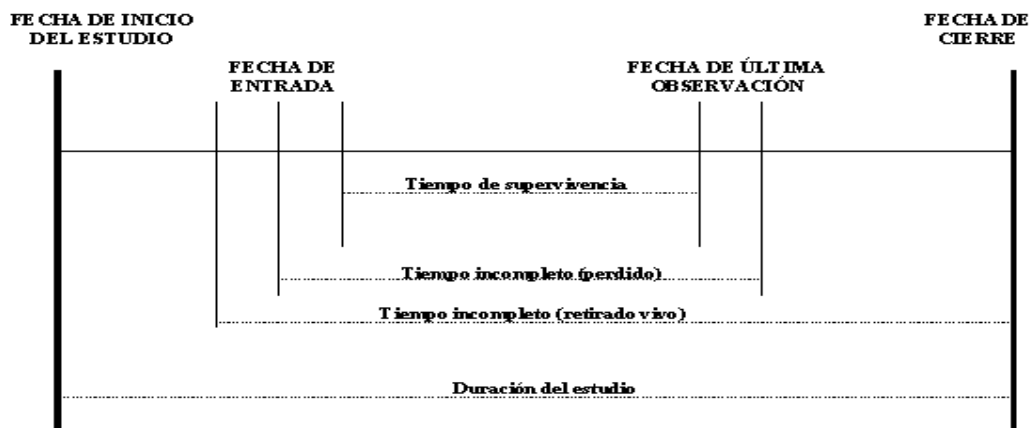 FECHA DE INICIO
DEL ESTUDIO
FECHA DE
CIERRE
FECHA DE
ENTRADA
FECHA DE ÚLTIMA
OBSERVACIÓN
Tiempo de supervivencia
Tiempo incompleto (perdido)
Tiempo incompleto (retirado vivo)
Duración del estudio